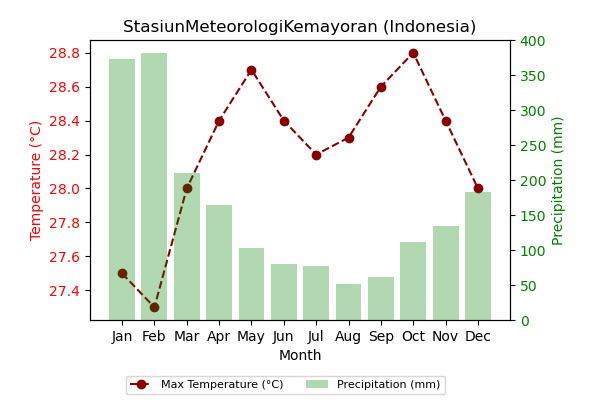 StasiunMeteorologiKemayoran (Indonesia)
Temperature (°C)
28.8
28.6
28.4
28.2
28.0
27.8
27.6
27.4
400
350
300
250
200
150
100
50
0
Precipitation (mm)
Jan Feb Mar Apr May Jun Jul Aug Sep Oct Nov Dec
Month
Max Temperature (°C) Precipitation (mm)